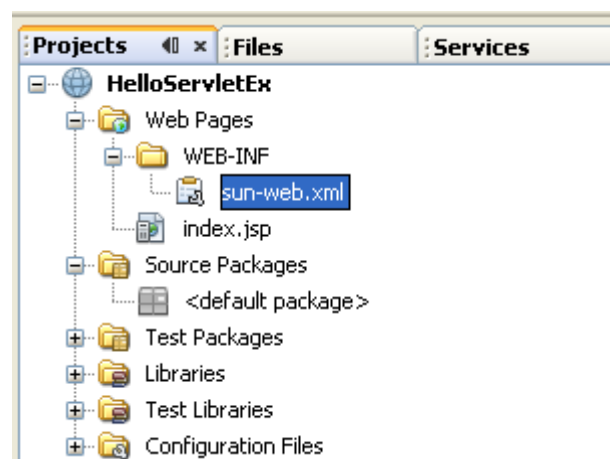 Projects Files Services
HelloServletEx
Web Pages
WEB-INF
sun-web.xml
index.jsp
Source Packages
<default package>
Test Packages
Libraries
Test Libraries
Configuration Files